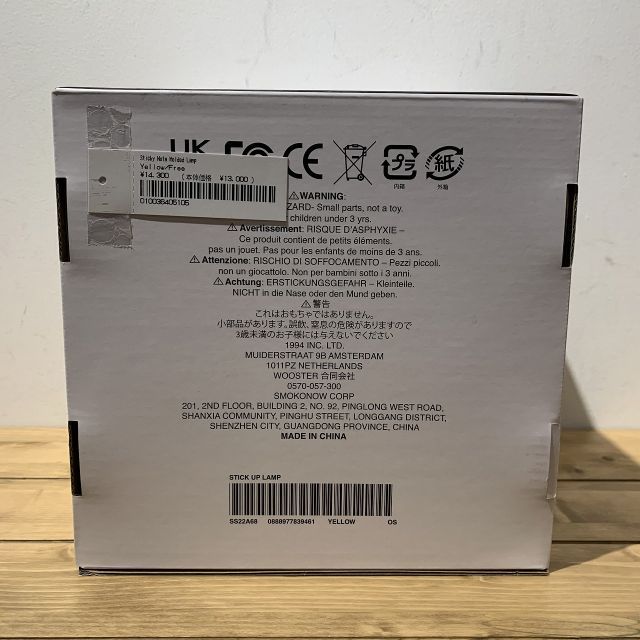 UK CE プラ 紙
内箱 外箱
Sticky Note Molded Lamp
Yellow/Free
¥14,300 (本体価格 ¥13,000)
010036405105
⚠WARNING:
ZARD- Small parts, not a toy.
children under 3 yrs.
⚠Avertissement: RISQUE D'ASPHYXIE –
Ce produit contient de petits éléments.
pas un jouet. Pas pour les enfants de moins de 3 ans.
⚠Attenzione: RISCHIO DI SOFFOCAMENTO – Pezzi piccoli.
non un giocattolo. Non per bambini sotto i 3 anni.
⚠Achtung: ERSTICKUNGSGEFAHR – Kleinteile.
NICHT in die Nase oder den Mund geben.
⚠警告
これはおもちゃではありません。
小部品があります。誤飲、窒息の危険がありますので
3歳未満のお子様には与えないでください
1994 INC. LTD.
MUIDERSTRAAT 9B AMSTERDAM
1011PZ NETHERLANDS
WOOSTER 合同会社
0570-057-300
SMOKONOW CORP
201, 2ND FLOOR, BUILDING 2, NO. 92, PINGLONG WEST ROAD,
SHANXIA COMMUNITY, PINGHU STREET, LONGGANG DISTRICT,
SHENZHEN CITY, GUANGDONG PROVINCE, CHINA
MADE IN CHINA
STICK UP LAMP
SS22A68 0888977839461 YELLOW OS